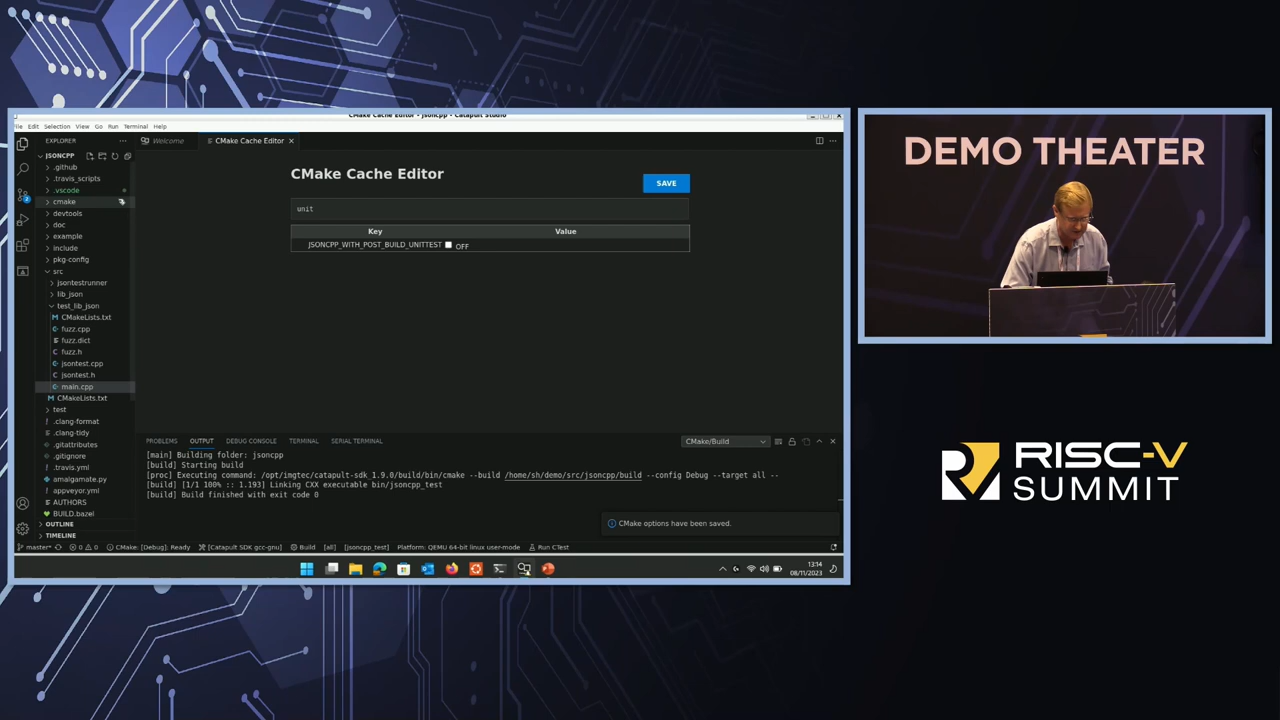 CMake Cache Editor - jsoncpp - Catapult Studio
File Edit Selection View Go Run Terminal Help
EXPLORER
Welcome
CMake Cache Editor
JSONCPP
.github
.travis_scripts
.vscode
cmake
devtools
doc
example
include
pkg-config
src
jsontestrunner
lib_json
test_lib_json
CMakeLists.txt
fuzz.cpp
fuzz.dict
fuzz.h
jsontest.cpp
jsontest.h
main.cpp
CMakeLists.txt
test
.clang-format
.clang-tidy
.gitattributes
.gitignore
.travis.yml
amalgamate.py
appveyor.yml
AUTHORS
BUILD.bazel
OUTLINE
TIMELINE
CMake Cache Editor
SAVE
unit
Key Value
JSONCPP_WITH_POST_BUILD_UNITTEST OFF
PROBLEMS OUTPUT DEBUG CONSOLE TERMINAL SERIAL TERMINAL
CMake/Build
[main] Building folder: jsoncpp
[build] Starting build
[proc] Executing command: /opt/imgtec/catapult-sdk_1.9.0/build/bin/cmake --build /home/sh/demo/src/jsoncpp/build --config Debug --target all --
[build] [1/1 100% :: 1.193] Linking CXX executable bin/jsoncpp_test
[build] Build finished with exit code 0
CMake options have been saved.
master* 0 0 CMake: [Debug]: Ready [Catapult SDK gcc-gnu] Build [all] [jsoncpp_test] Platform: QEMU 64-bit linux user-mode Run CTest
13:14
08/11/2023
DEMO THEATER
RISC-V
SUMMIT